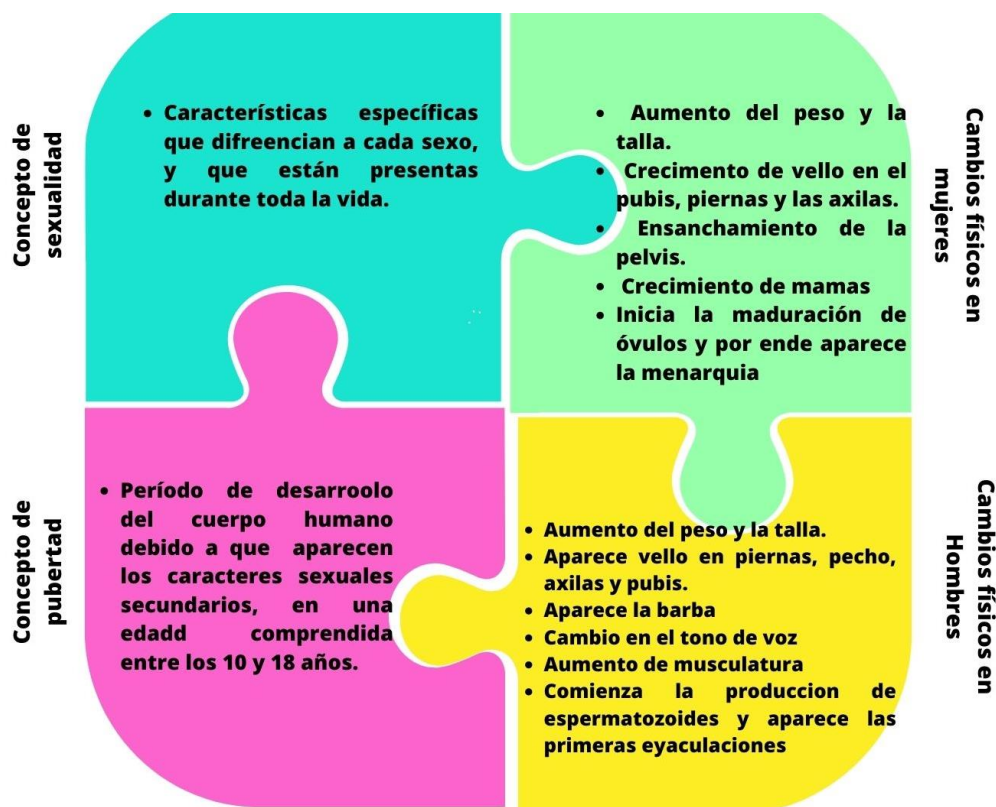 Concepto de
sexualidad
• Características específicas
que difreencian a cada sexo,
y que están presentes
durante toda la vida.
Cambios físicos en
mujeres
• Aumento del peso y la
talla.
• Crecimento de vello en el
pubis, piernas y las axilas.
• Ensanchamiento de la
pelvis.
• Crecimiento de mamas
• Inicia la maduración de
óvulos y por ende aparece
la menarquia
Concepto de
pubertad
• Período de desarroolo
del cuerpo humano
debido a que aparecen
los caracteres sexuales
secundarios, en una
edadd comprendida
entre los 10 y 18 años.
Cambios físicos en
Hombres
• Aumento del peso y la talla.
• Aparece vello en piernas, pecho,
axilas y pubis.
• Aparece la barba
• Cambio en el tono de voz
• Aumento de musculatura
• Comienza la produccion de
espermatozoides y aparece las
primeras eyaculaciones